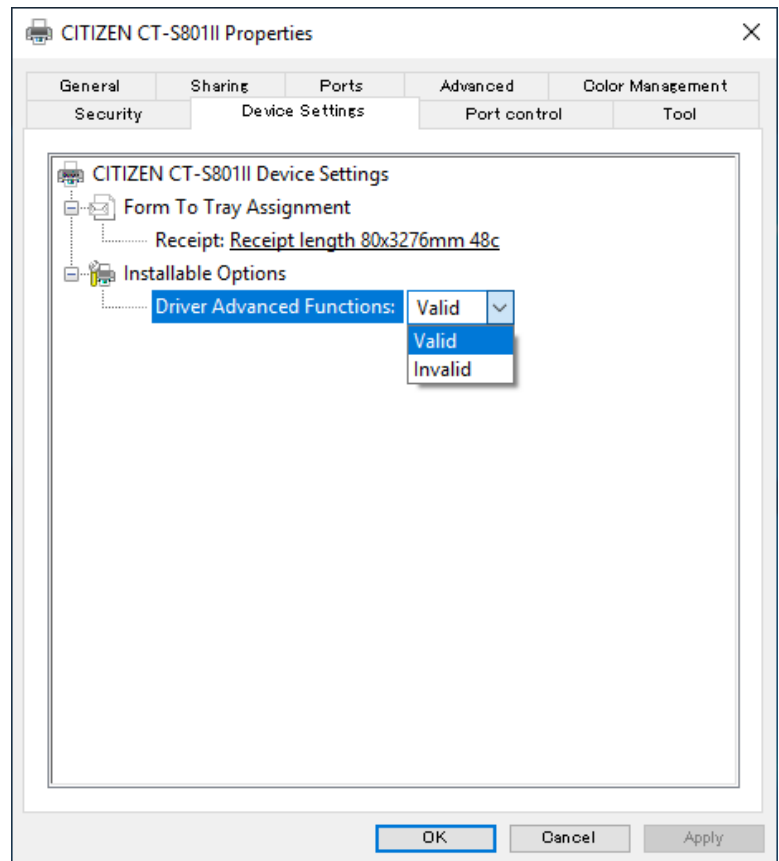 CITIZEN CT-S801II Properties
General Sharing Ports Advanced Color Management
Security Device Settings Port control Tool
CITIZEN CT-S801II Device Settings
Form To Tray Assignment
Receipt: Receipt length 80x3276mm 48c
Installable Options
Driver Advanced Functions: Valid
Valid
Invalid
OK Cancel Apply